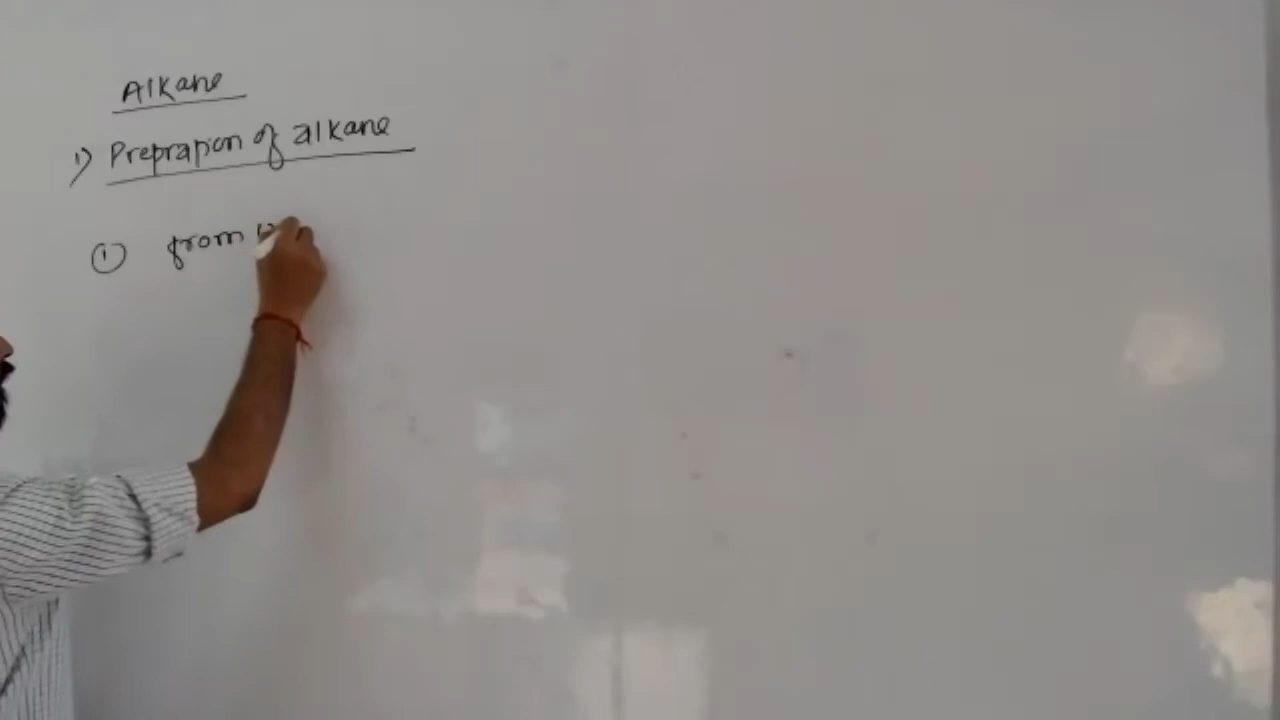 Alkane
1) Prepration of alkane
① from